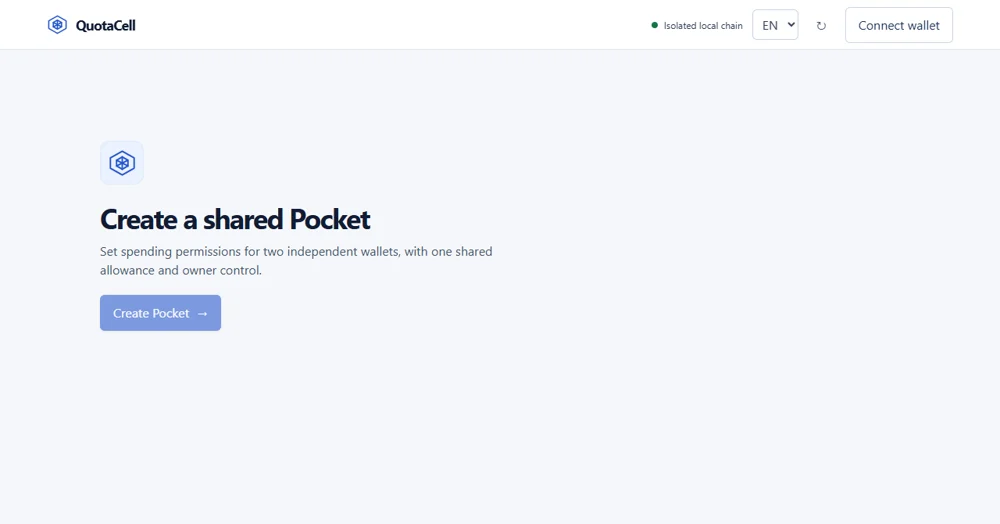 QuotaCell
Isolated local chain
EN
↻
Connect wallet
Create a shared Pocket
Set spending permissions for two independent wallets, with one shared
allowance and owner control.
Create Pocket →